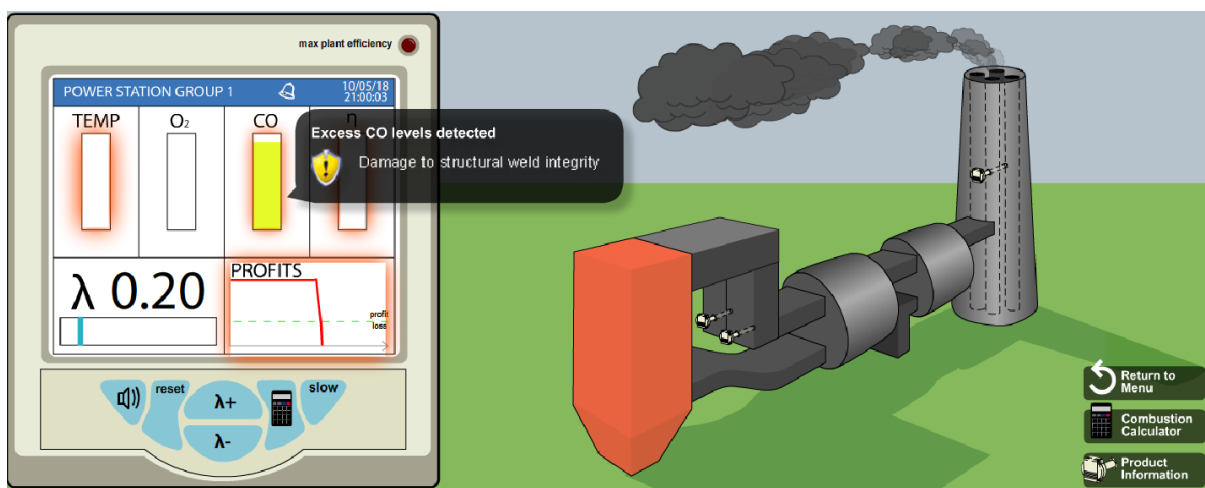 max plant efficiency
POWER STATION GROUP 1
10/05/18
21:00:03
TEMP
O₂
CO
η
Excess CO levels detected
Damage to structural weld integrity
λ 0.20
PROFITS
profit
loss
reset
λ+
slow
λ-
Return to
Menu
Combustion
Calculator
Product
Information